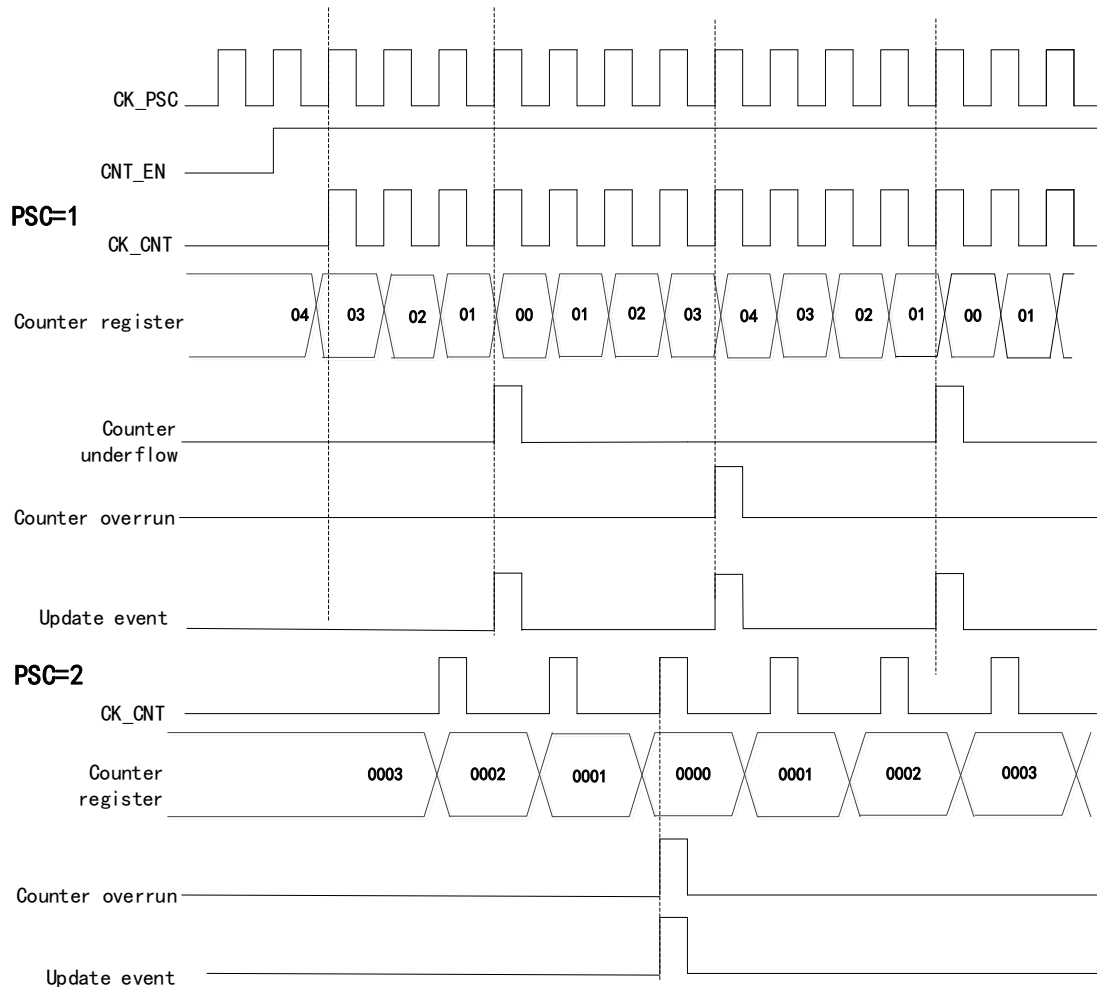 CK_PSC
CNT_EN
PSC=1
CK_CNT
Counter register 04 03 02 01 00 01 02 03 04 03 02 01 00 01
Counter
underflow
Counter overrun
Update event
PSC=2
CK_CNT
Counter
register
0003 0002 0001 0000 0001 0002 0003
Counter overrun
Update event